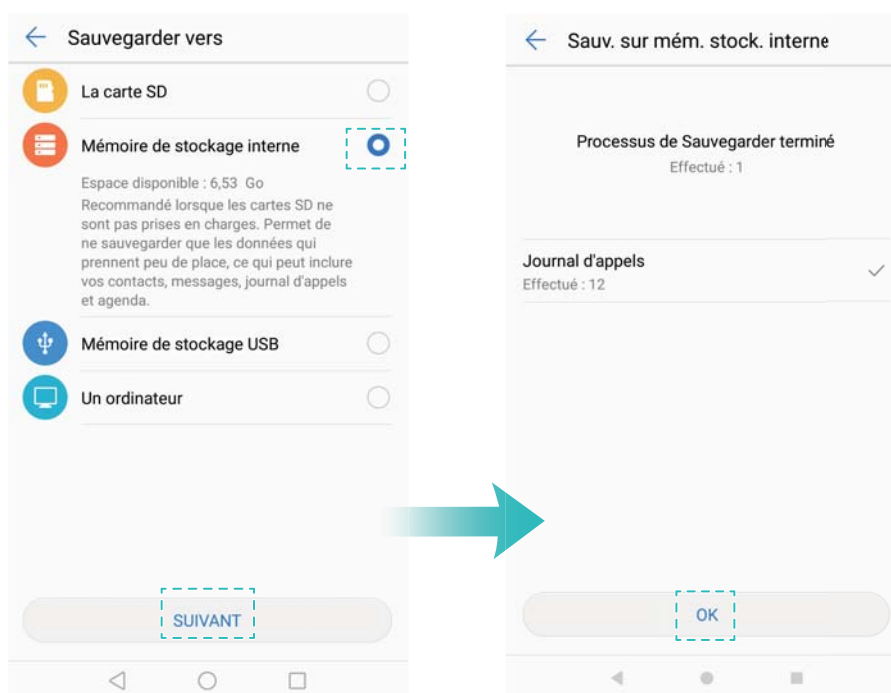 Sauvegarder vers
La carte SD
Mémoire de stockage interne
Espace disponible : 6,53 Go
Recommandé lorsque les cartes SD ne
sont pas prises en charges. Permet de
ne sauvegarder que les données qui
prennent peu de place, ce qui peut inclure
vos contacts, messages, journal d'appels
et agenda.
Mémoire de stockage USB
Un ordinateur
SUIVANT
Sauv. sur mém. stock. interne
Processus de Sauvegarder terminé
Effectué : 1
Journal d'appels
Effectué : 12
OK